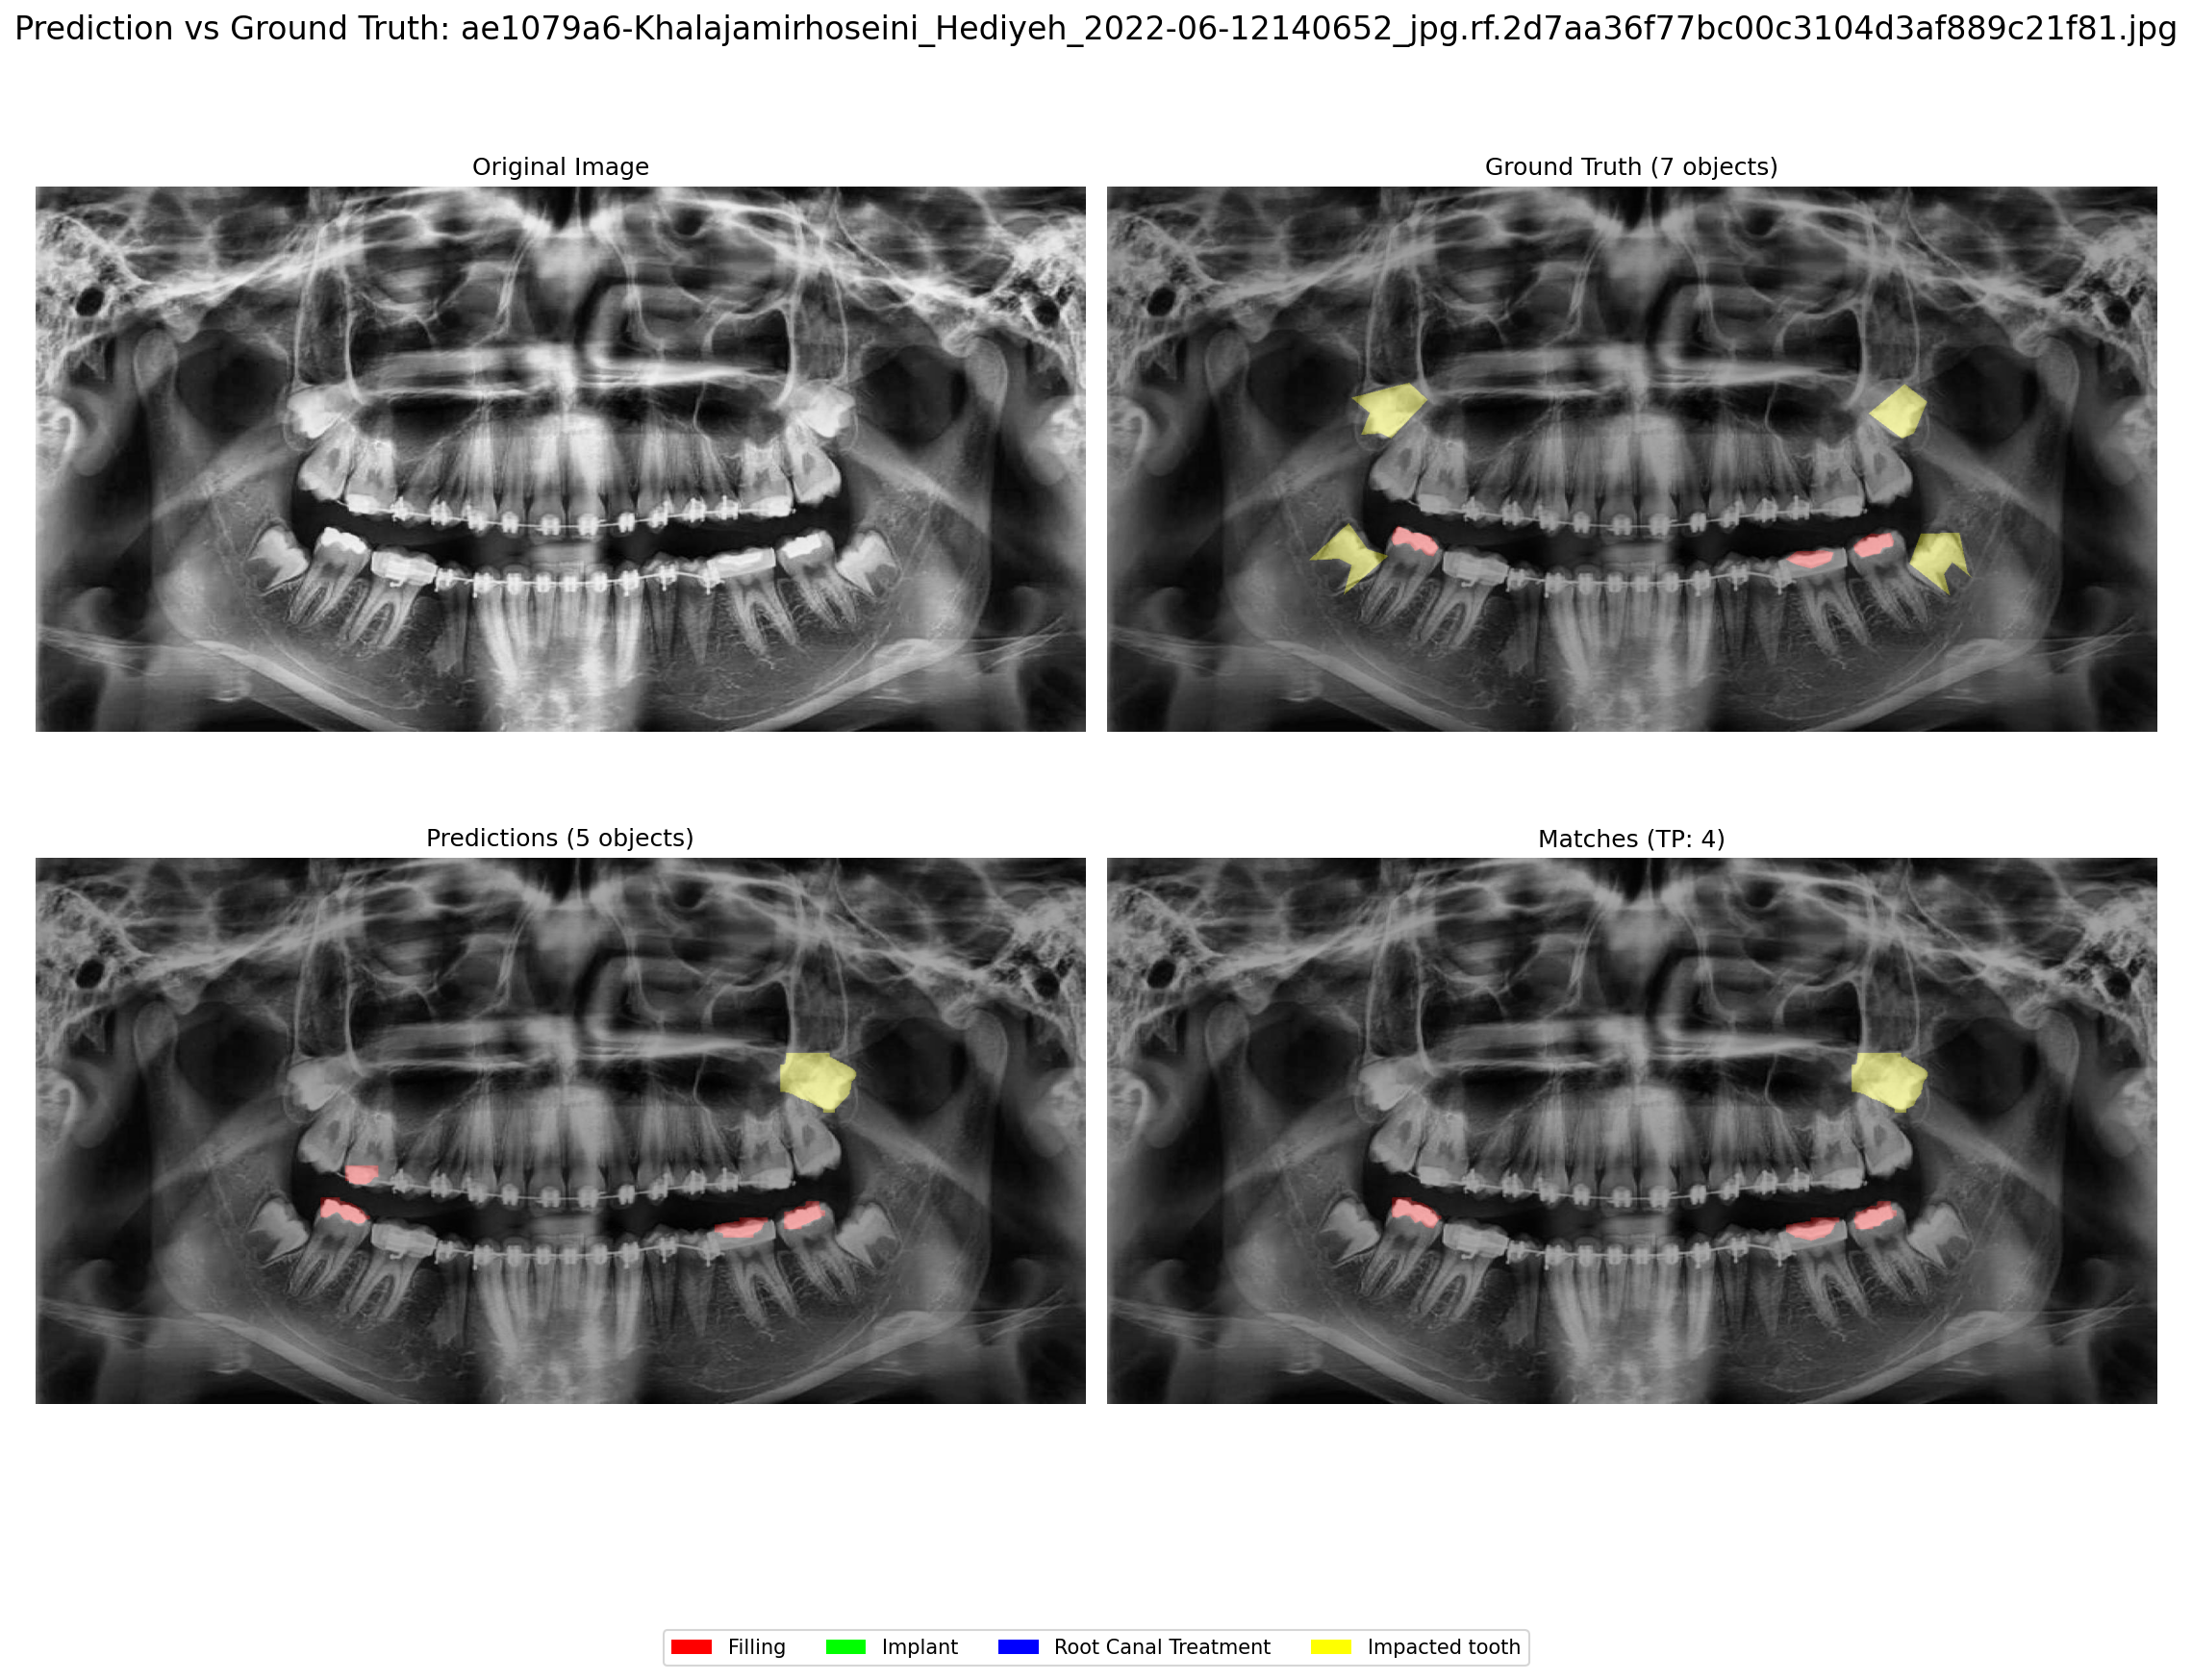 Prediction vs Ground Truth: ae1079a6-Khalajamirhoseini_Hediyeh_2022-06-12140652_jpg.rf.2d7aa36f77bc00c3104d3af889c21f81.jpg
Original Image
Ground Truth (7 objects)
Predictions (5 objects)
Matches (TP: 4)
Filling
Implant
Root Canal Treatment
Impacted tooth